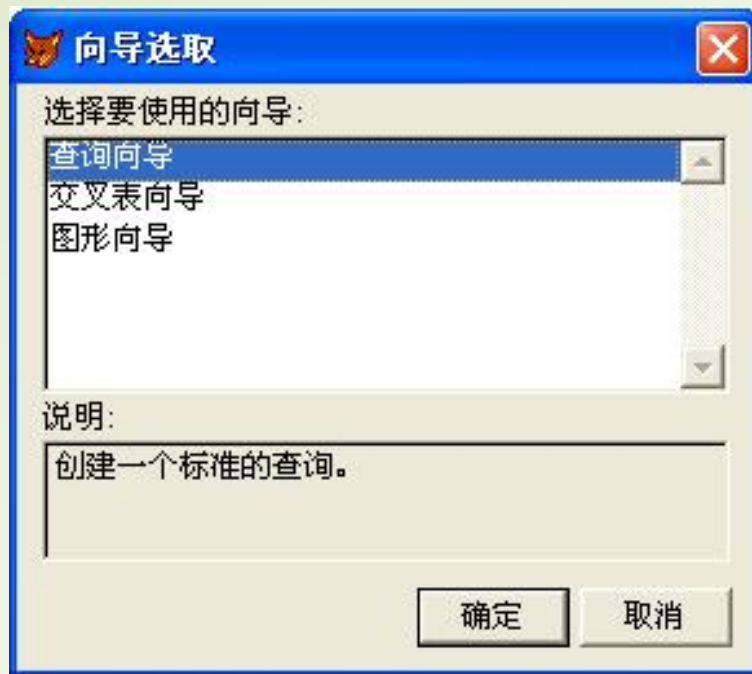 向导选取
选择要使用的向导:
查询向导
交叉表向导
图形向导
说明:
创建一个标准的查询。
确定
取消